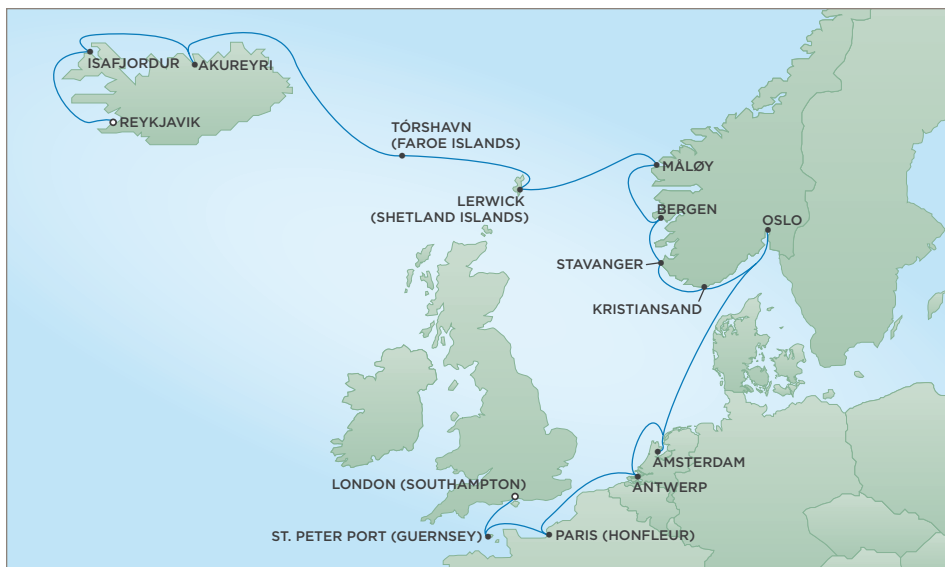 ISAFJORDUR
AKUREYRI
REYKJAVIK
TÓRSHAVN
(FAROE ISLANDS)
LERWICK
(SHETLAND ISLANDS)
MÅLØY
BERGEN
OSLO
STAVANGER
KRISTIANSAND
AMSTERDAM
LONDON (SOUTHAMPTON)
ANTWERP
ST. PETER PORT (GUERNSEY)
PARIS (HONFLEUR)